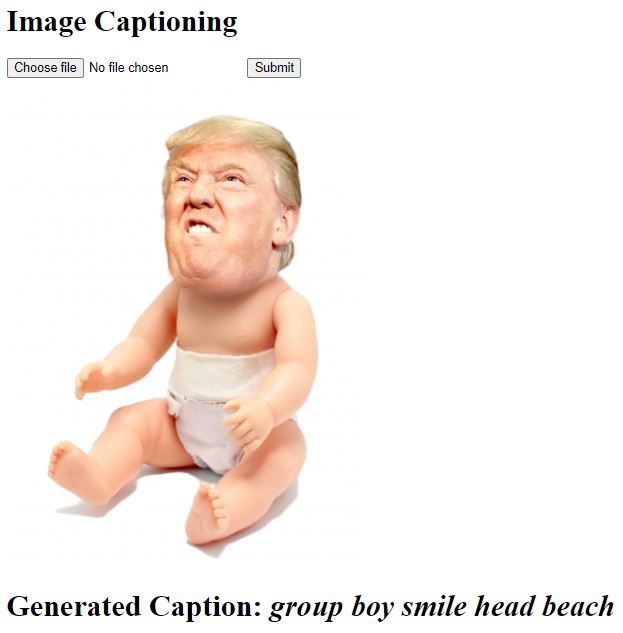 Image Captioning
Choose file No file chosen Submit
Generated Caption: group boy smile head beach